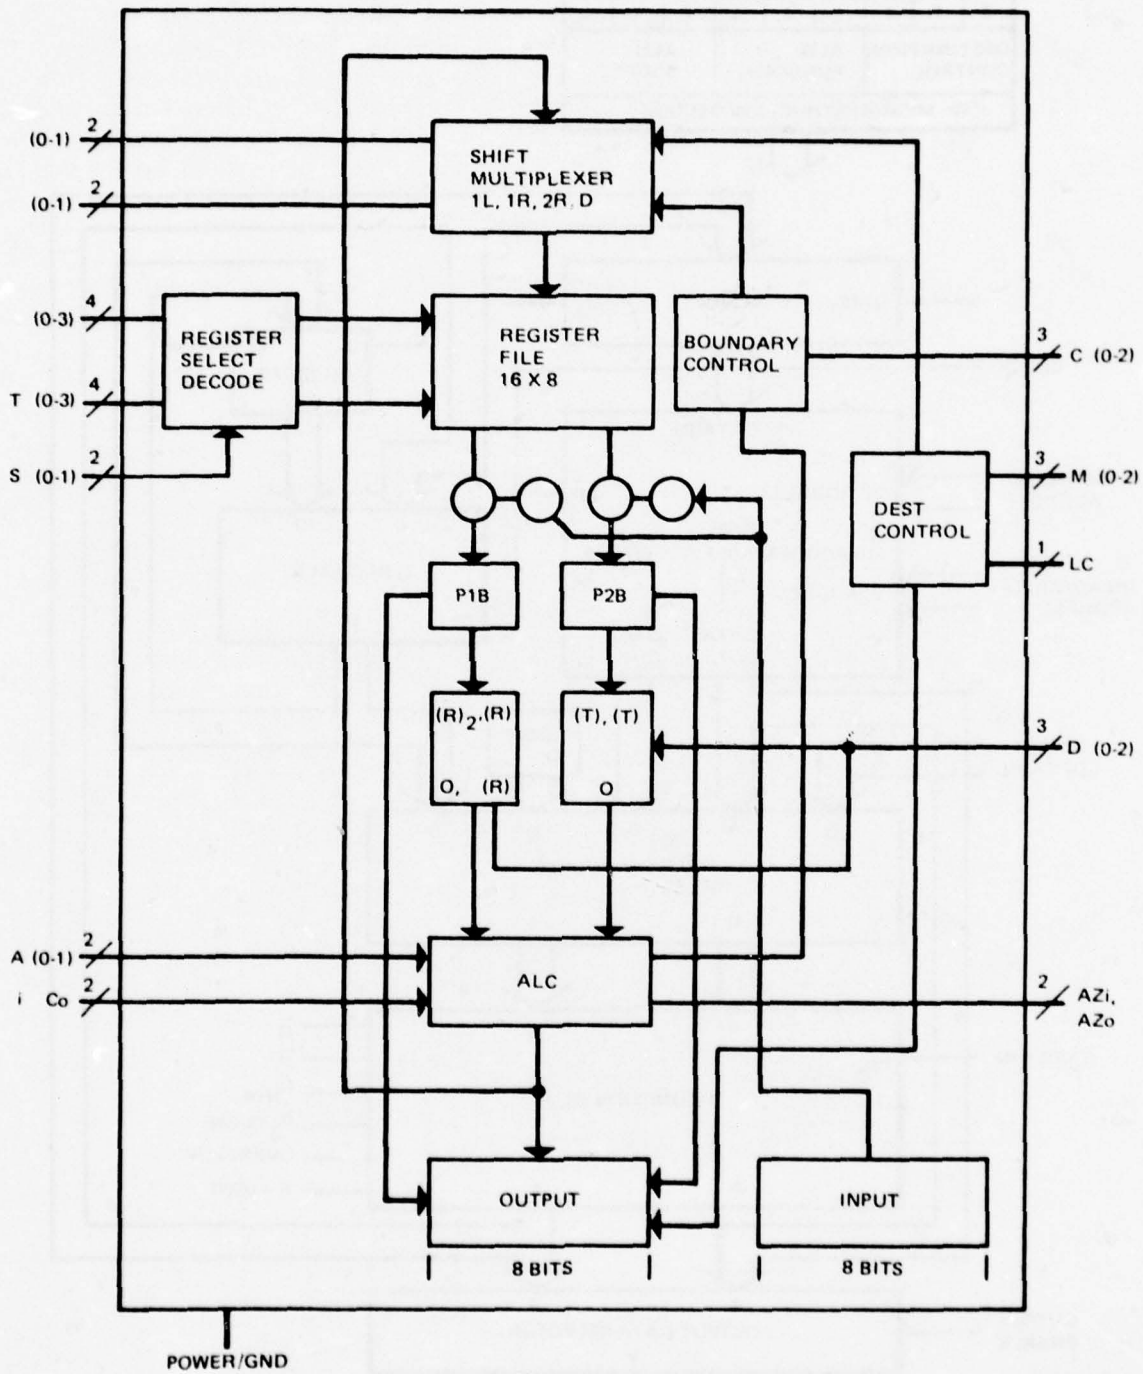 (0-1) 2
SHIFT
MULTIPLEXER
1L, 1R, 2R, D
(0-1) 2
(0-3) 4
REGISTER
SELECT
DECODE
T (0-3) 4
S (0-1) 2
REGISTER
FILE
16 X 8
BOUNDARY
CONTROL
3 C (0-2)
DEST
CONTROL
3 M (0-2)
1 LC
P1B
P2B
(R)2,(R)
O, (R)
(T), (T)
O
3 D (0-2)
A (0-1) 2
i Co 2
ALC
2 AZi,
AZo
OUTPUT
INPUT
8 BITS
8 BITS
POWER/GND